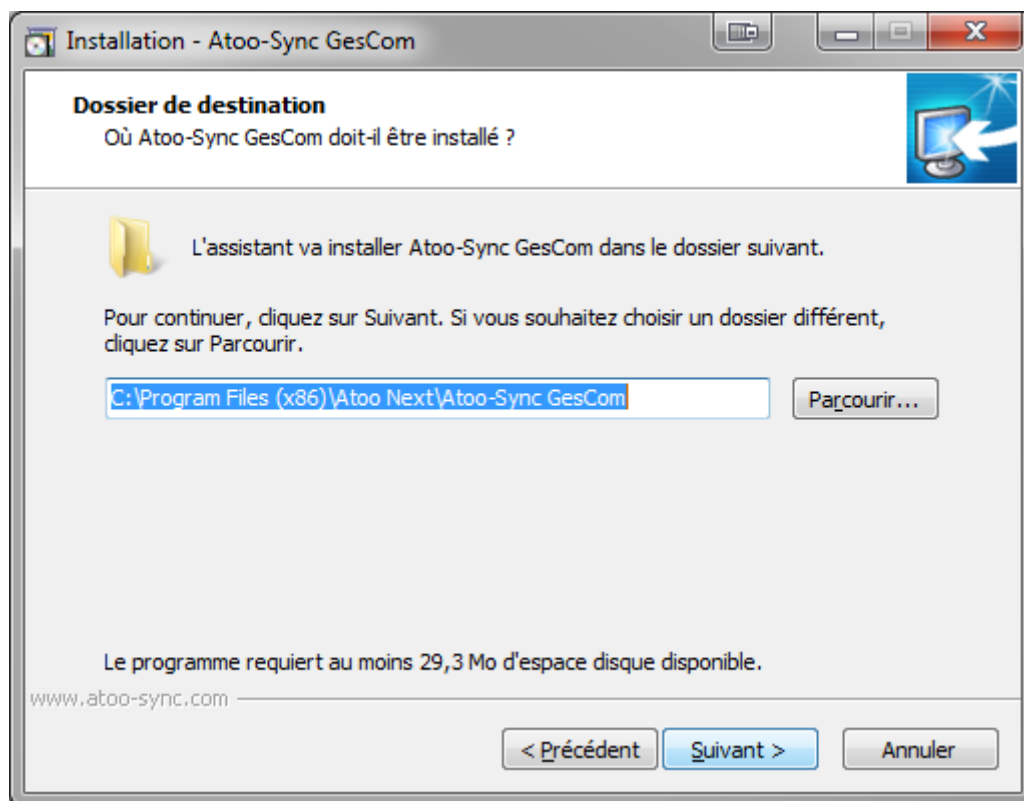 Installation - Atoo-Sync GesCom
Dossier de destination
Où Atoo-Sync GesCom doit-il être installé ?
L'assistant va installer Atoo-Sync GesCom dans le dossier suivant.
Pour continuer, cliquez sur Suivant. Si vous souhaitez choisir un dossier différent,
cliquez sur Parcourir.
C:\Program Files (x86)\Atoo Next\Atoo-Sync GesCom
Parcourir...
Le programme requiert au moins 29,3 Mo d'espace disque disponible.
www.atoo-sync.com
< Précédent
Suivant >
Annuler